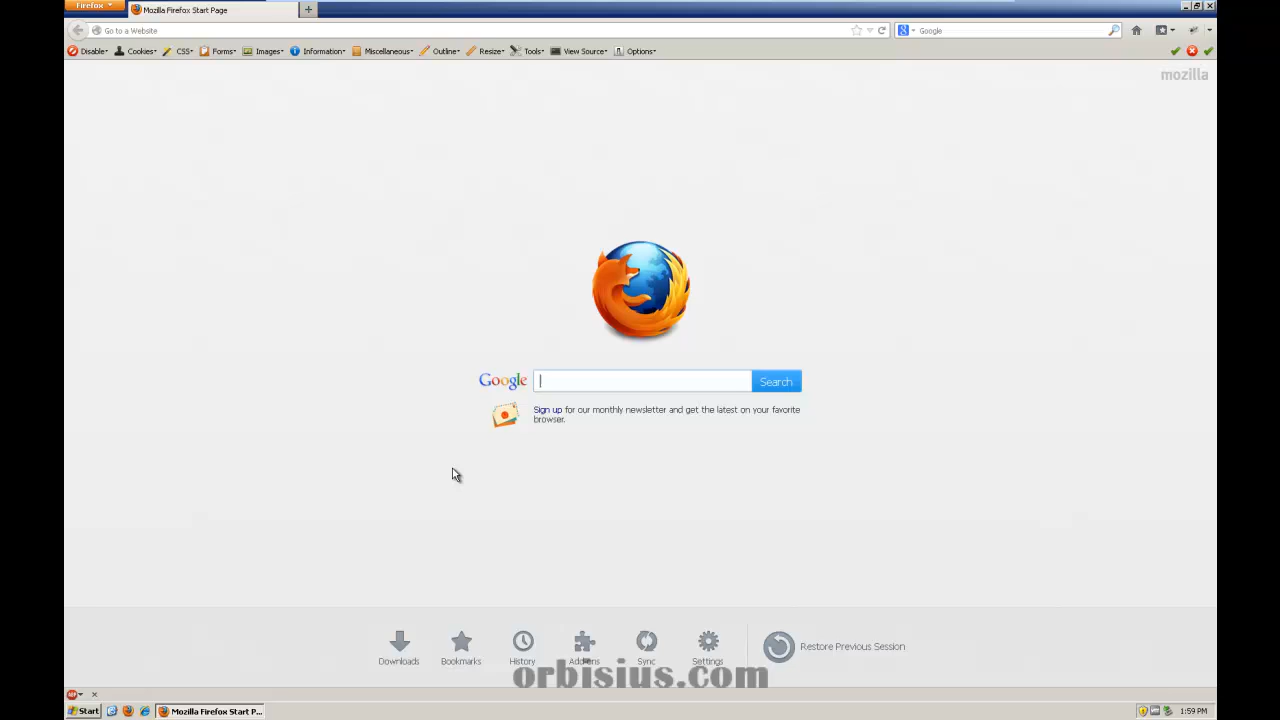 Firefox
Mozilla Firefox Start Page
Go to a Website
Google
Disable
Cookies
CSS
Forms
Images
Information
Miscellaneous
Outline
Resize
Tools
View Source
Options
mozilla
Google
Search
Sign up for our monthly newsletter and get the latest on your favorite
browser.
Downloads
Bookmarks
History
Add-ons
Sync
Settings
Restore Previous Session
orbisius.com
ABP
Start
Mozilla Firefox Start P...
1:59 PM